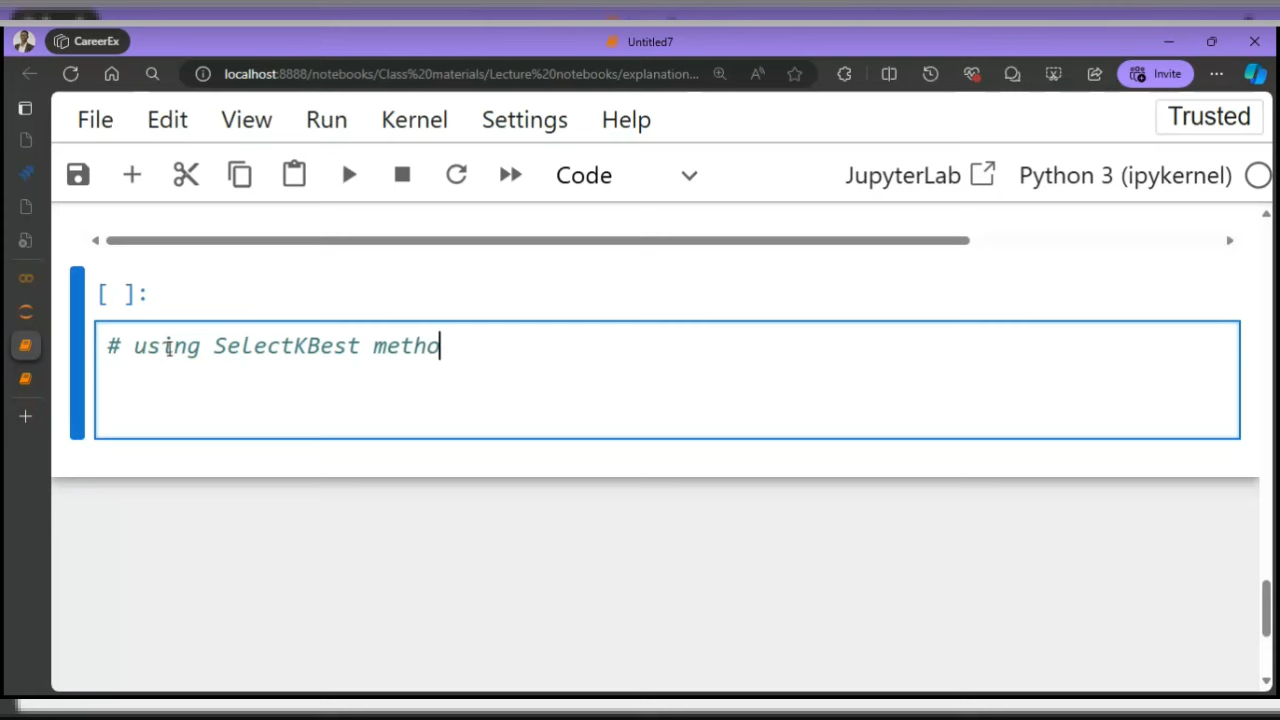 CareerEx
Untitled7
localhost:8888/notebooks/Class%20materials/Lecture%20notebooks/explanation...
Invite
File Edit View Run Kernel Settings Help
Trusted
Code
JupyterLab
Python 3 (ipykernel)
[ ]:
# using SelectKBest metho